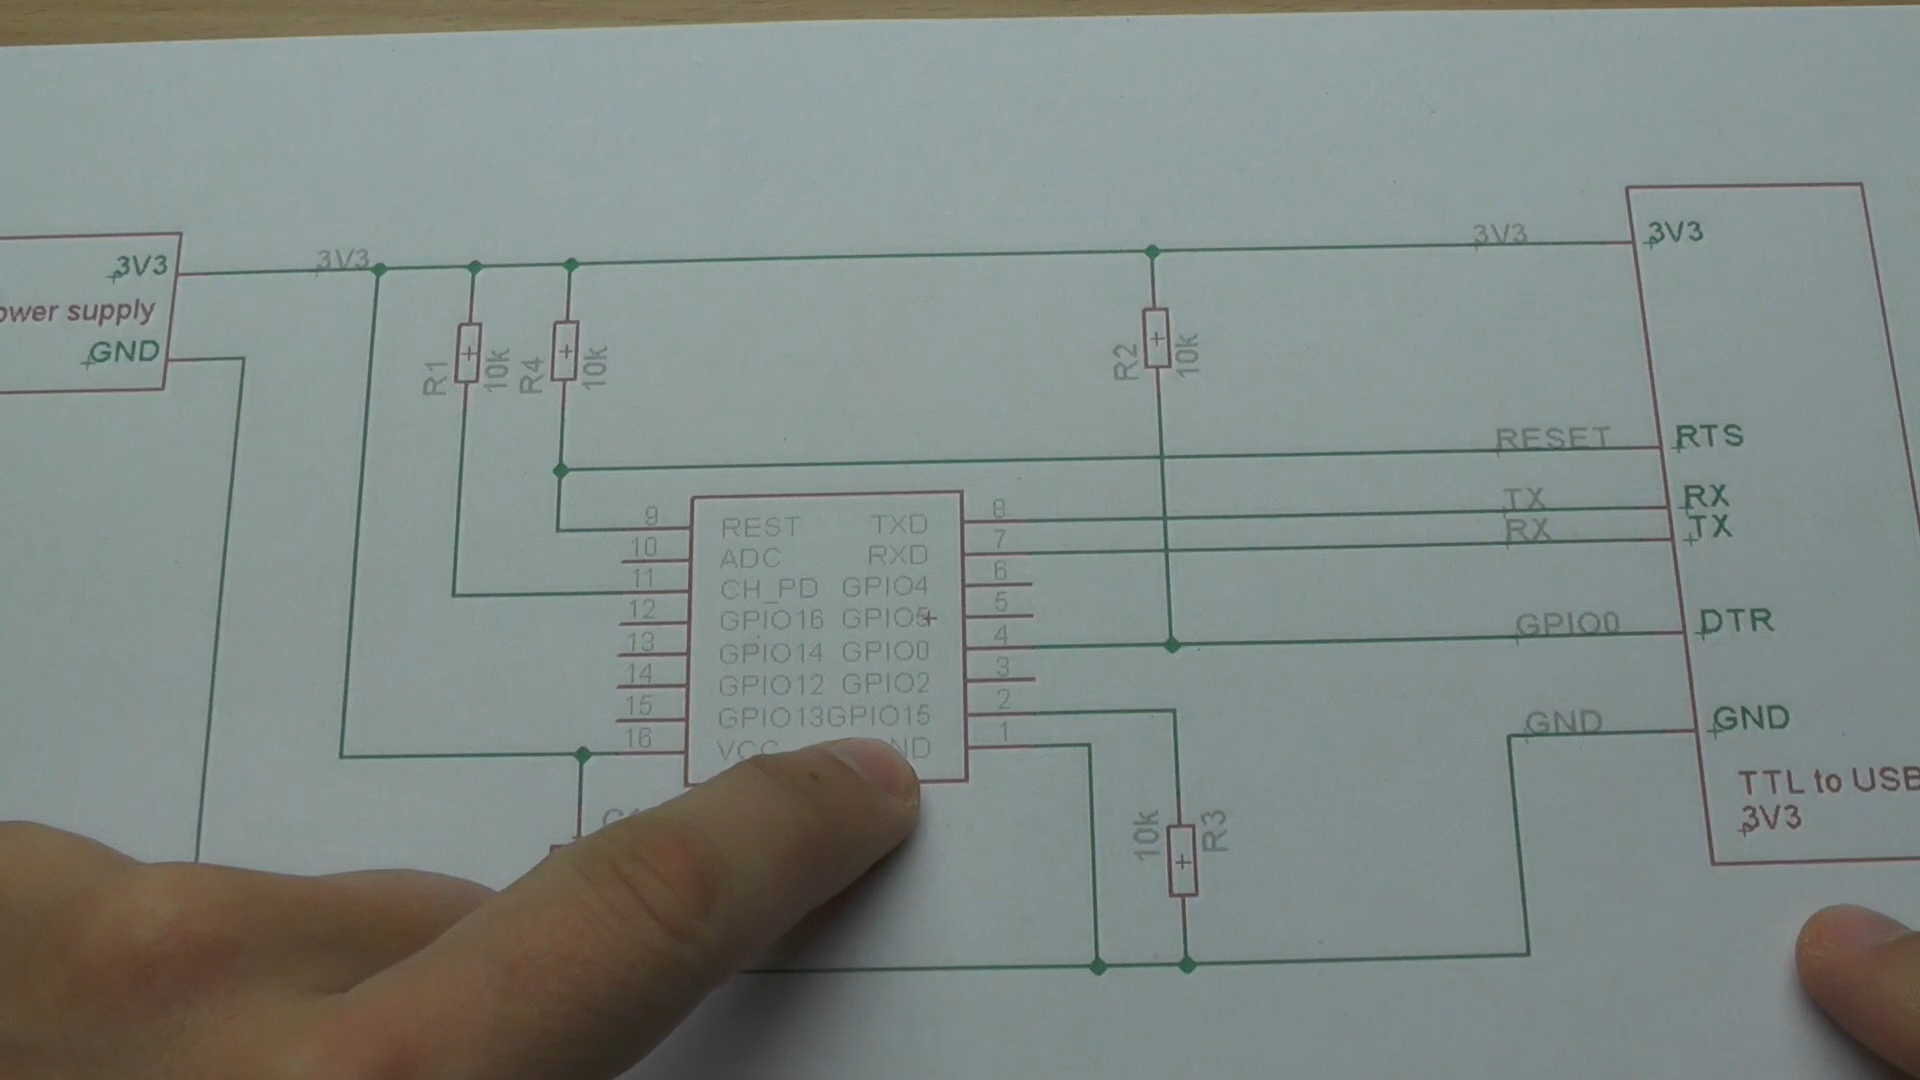 3V3
ower supply
GND
3V3
R1
10k
R4
10k
R2
10k
3V3
3V3
RESET
RTS
TX
RX
RX
TX
GPIO0
DTR
GND
GND
TTL to USB
3V3
9 REST TXD 8
10 ADC RXD 7
11 CH_PD GPIO4 6
12 GPIO16 GPIO5 5
13 GPIO14 GPIO0 4
14 GPIO12 GPIO2 3
15 GPIO13 GPIO15 2
16 VCC ND 1
10k
R3